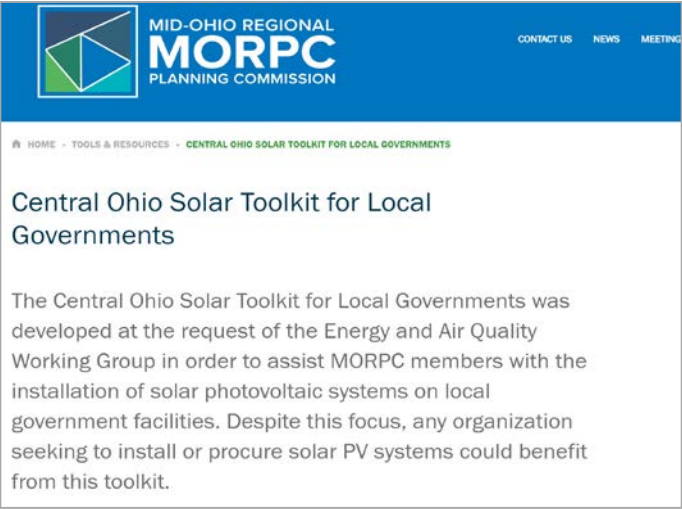 MID-OHIO REGIONAL
MORPC
PLANNING COMMISSION
CONTACT US NEWS MEETING
HOME - TOOLS & RESOURCES - CENTRAL OHIO SOLAR TOOLKIT FOR LOCAL GOVERNMENTS
Central Ohio Solar Toolkit for Local
Governments
The Central Ohio Solar Toolkit for Local Governments was
developed at the request of the Energy and Air Quality
Working Group in order to assist MORPC members with the
installation of solar photovoltaic systems on local
government facilities. Despite this focus, any organization
seeking to install or procure solar PV systems could benefit
from this toolkit.